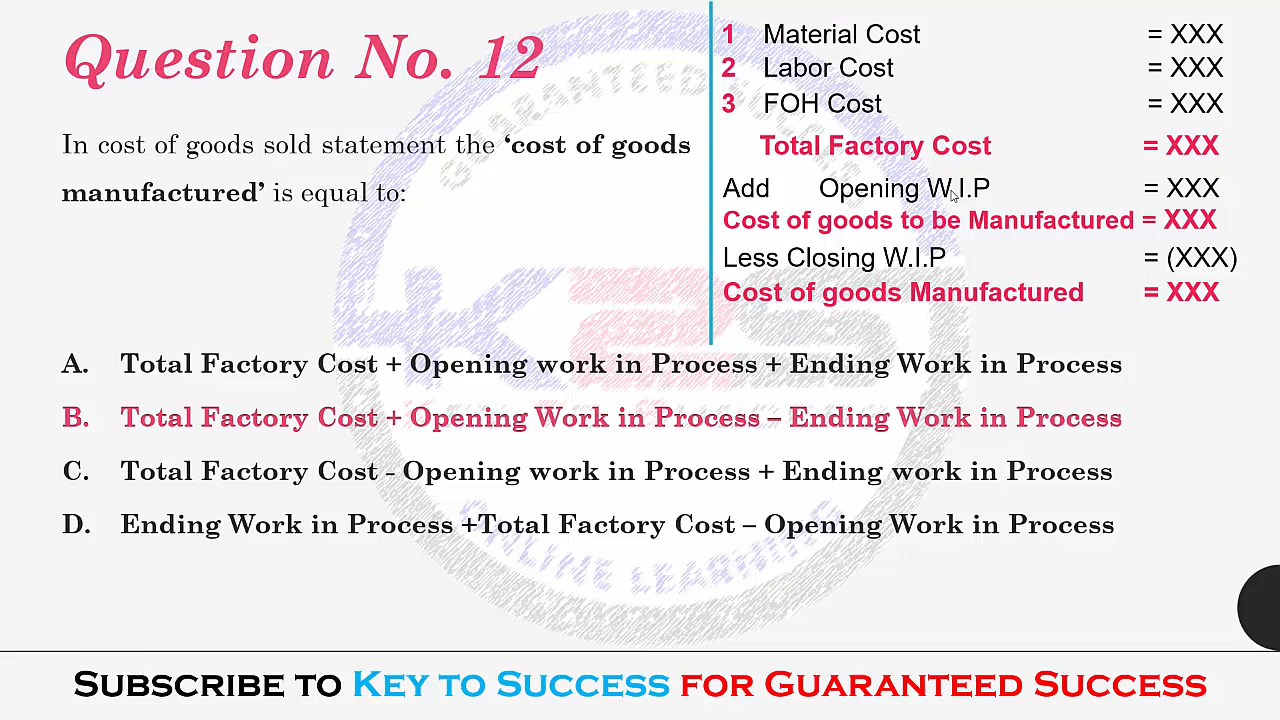 Question No. 12
In cost of goods sold statement the ‘cost of goods
manufactured’ is equal to:
1 Material Cost = XXX
2 Labor Cost = XXX
3 FOH Cost = XXX
Total Factory Cost = XXX
Add Opening W.I.P = XXX
Cost of goods to be Manufactured = XXX
Less Closing W.I.P = (XXX)
Cost of goods Manufactured = XXX
A. Total Factory Cost + Opening work in Process + Ending Work in Process
B. Total Factory Cost + Opening Work in Process – Ending Work in Process
C. Total Factory Cost - Opening work in Process + Ending work in Process
D. Ending Work in Process +Total Factory Cost – Opening Work in Process
GUARANTEED
K2S
ONLINE LEARNING
SUBSCRIBE TO KEY TO SUCCESS FOR GUARANTEED SUCCESS